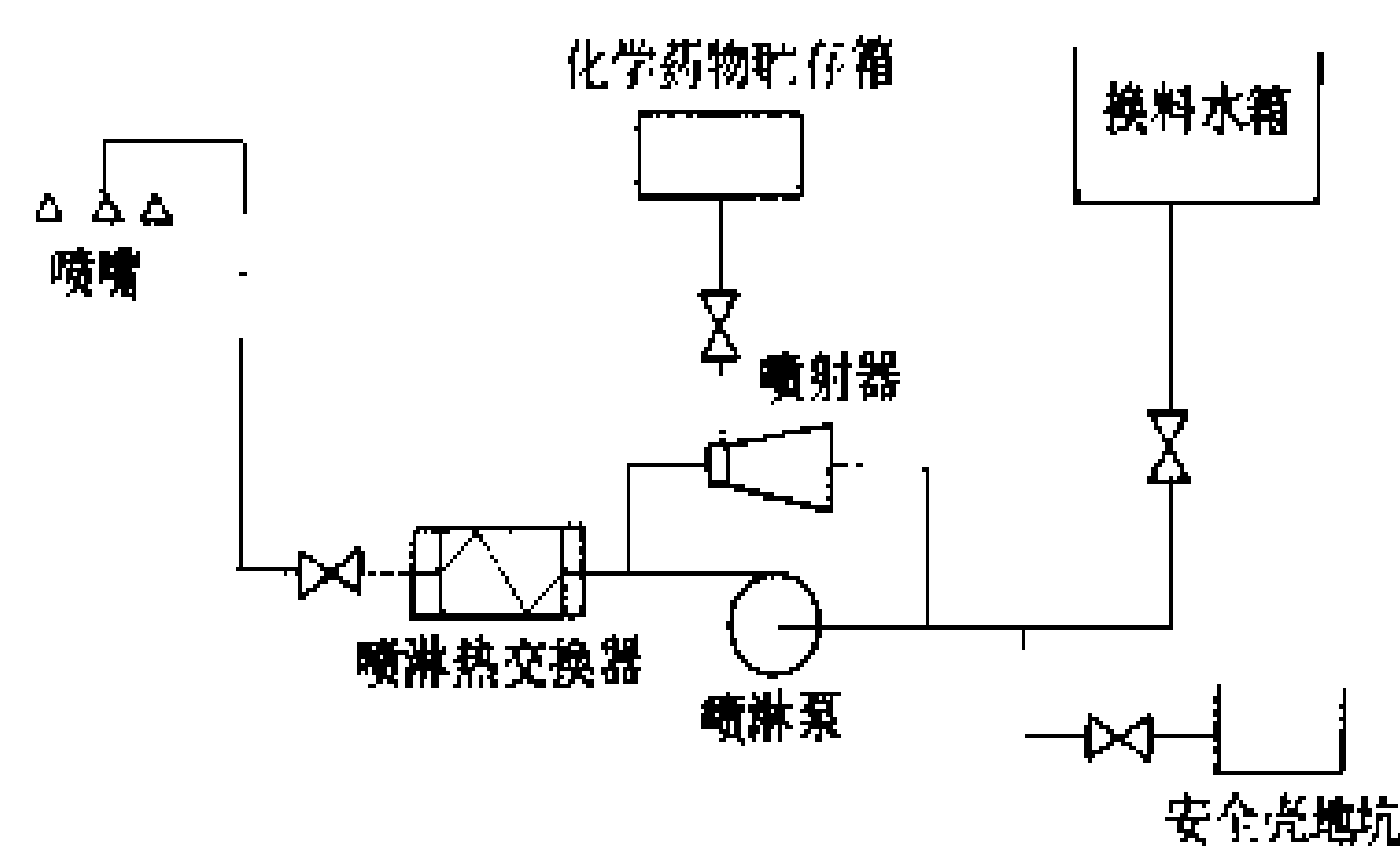 化学药物贮存箱
换料水箱
喷嘴
喷射器
喷淋热交换器
喷淋泵
安全壳地坑